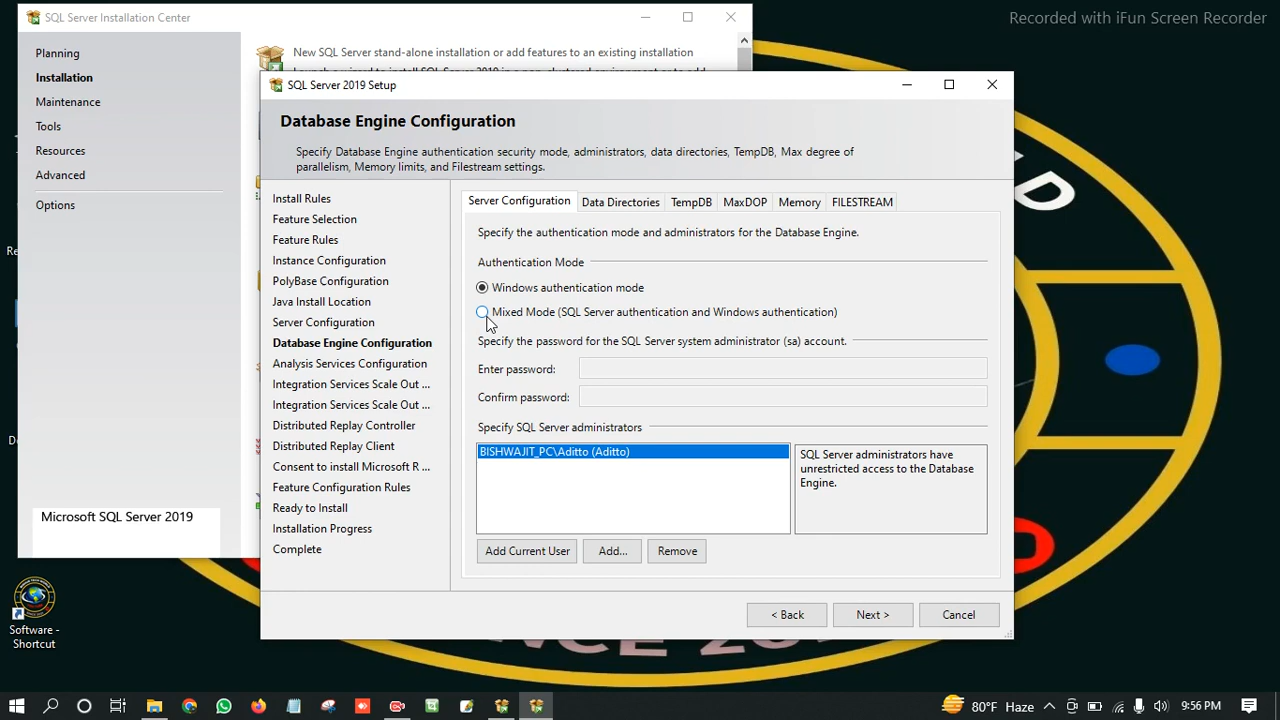 SQL Server Installation Center
Recorded with iFun Screen Recorder
Planning
Installation
Maintenance
Tools
Resources
Advanced
Options
Microsoft SQL Server 2019
New SQL Server stand-alone installation or add features to an existing installation
SQL Server 2019 Setup
Database Engine Configuration
Specify Database Engine authentication security mode, administrators, data directories, TempDB, Max degree of
parallelism, Memory limits, and Filestream settings.
Install Rules
Feature Selection
Feature Rules
Instance Configuration
PolyBase Configuration
Java Install Location
Server Configuration
Database Engine Configuration
Analysis Services Configuration
Integration Services Scale Out ...
Integration Services Scale Out ...
Distributed Replay Controller
Distributed Replay Client
Consent to install Microsoft R ...
Feature Configuration Rules
Ready to Install
Installation Progress
Complete
Server Configuration
Data Directories
TempDB
MaxDOP
Memory
FILESTREAM
Specify the authentication mode and administrators for the Database Engine.
Authentication Mode
Windows authentication mode
Mixed Mode (SQL Server authentication and Windows authentication)
Specify the password for the SQL Server system administrator (sa) account.
Enter password:
Confirm password:
Specify SQL Server administrators
BISHWAJIT_PC\Aditto (Aditto)
SQL Server administrators have
unrestricted access to the Database
Engine.
Add Current User
Add...
Remove
< Back
Next >
Cancel
Software -
Shortcut
80°F Haze
9:56 PM